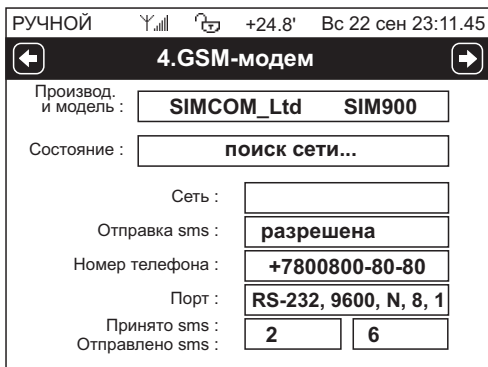 РУЧНОЙ +24.8' Вс 22 сен 23:11.45
4.GSM-модем
Производ.
и модель : SIMCOM_Ltd SIM900
Состояние : поиск сети...
Сеть :
Отправка sms : разрешена
Номер телефона : +7800800-80-80
Порт : RS-232, 9600, N, 8, 1
Принято sms :
Отправлено sms : 2 6